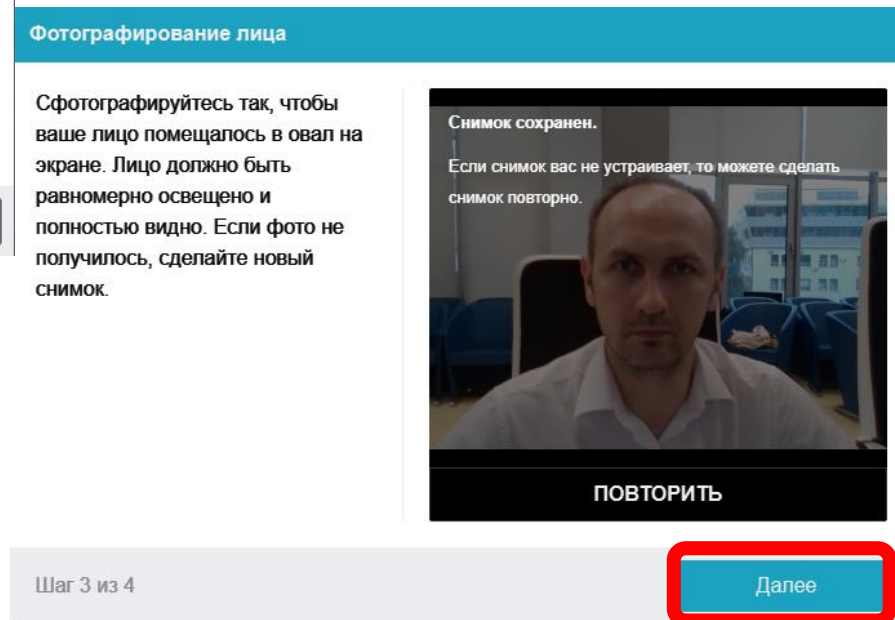 Фотографирование лица
Сфотографируйтесь так, чтобы
ваше лицо помещалось в овал на
экране. Лицо должно быть
равномерно освещено и
полностью видно. Если фото не
получилось, сделайте новый
снимок.
Снимок сохранен.
Если снимок вас не устраивает, то можете сделать
снимок повторно.
ПОВТОРИТЬ
Шаг 3 из 4
Далее